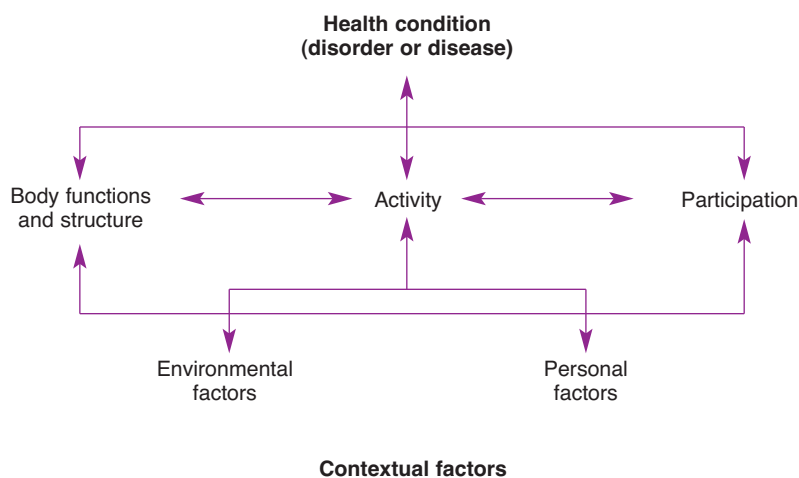 Health condition
(disorder or disease)
Body functions
and structure
Activity
Participation
Environmental
factors
Personal
factors
Contextual factors